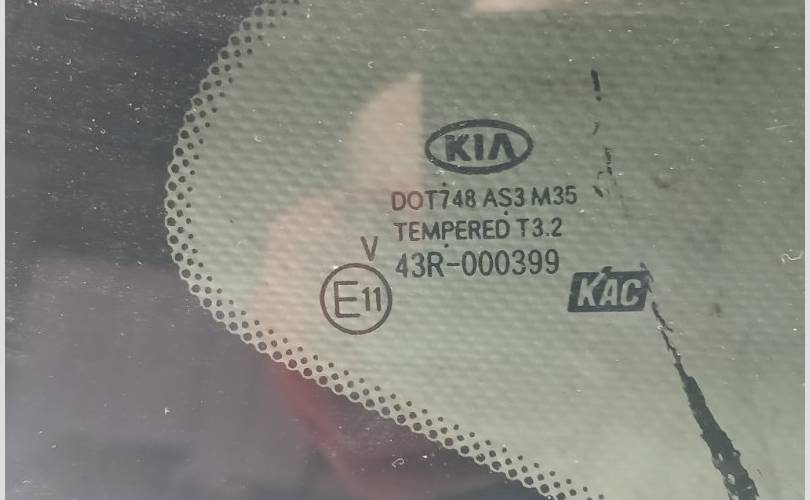 KIA
DOT748 AS3 M35
TEMPERED T3.2
V
43R-000399
E11
KAC